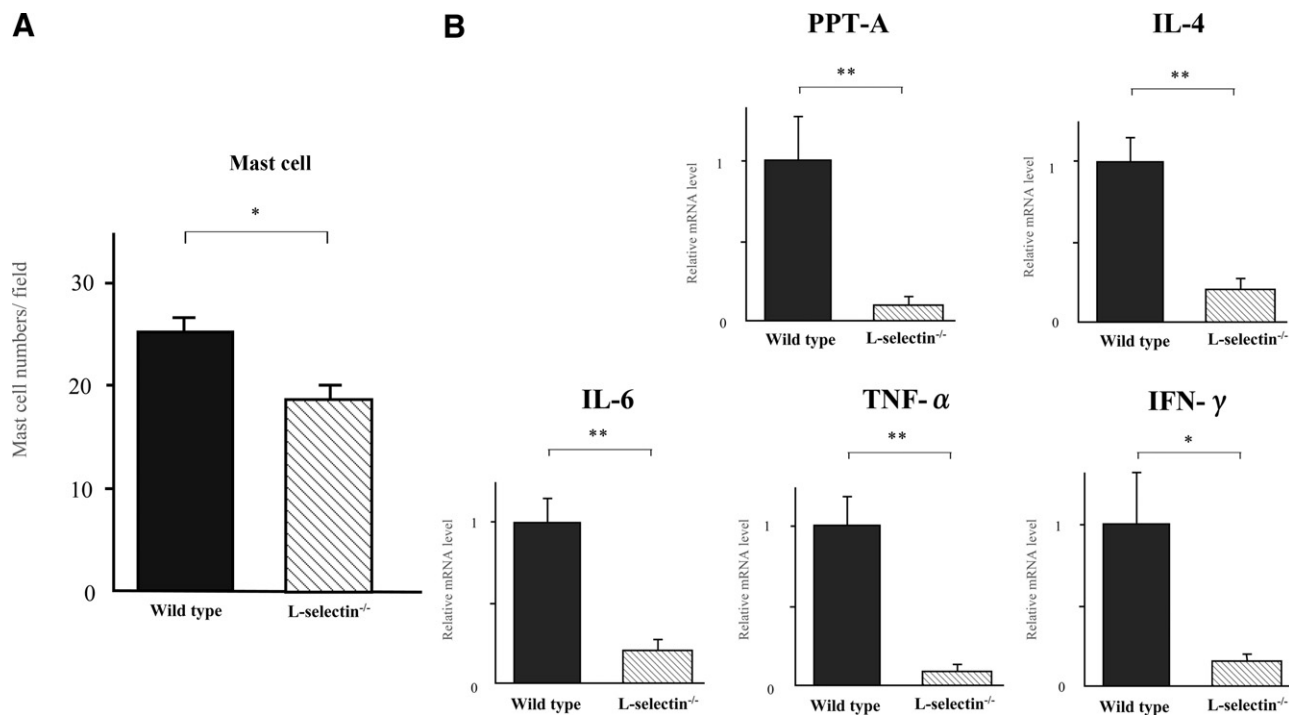 A
Mast cell
*
Mast cell numbers/ field
30
20
10
0
Wild type
L-selectin⁻/⁻
B
PPT-A
**
Relative mRNA level
1
0
Wild type
L-selectin⁻/⁻
IL-4
**
Relative mRNA level
1
0
Wild type
L-selectin⁻/⁻
IL-6
**
Relative mRNA level
1
0
Wild type
L-selectin⁻/⁻
TNF-α
**
Relative mRNA level
1
0
Wild type
L-selectin⁻/⁻
IFN-γ
*
Relative mRNA level
1
0
Wild type
L-selectin⁻/⁻